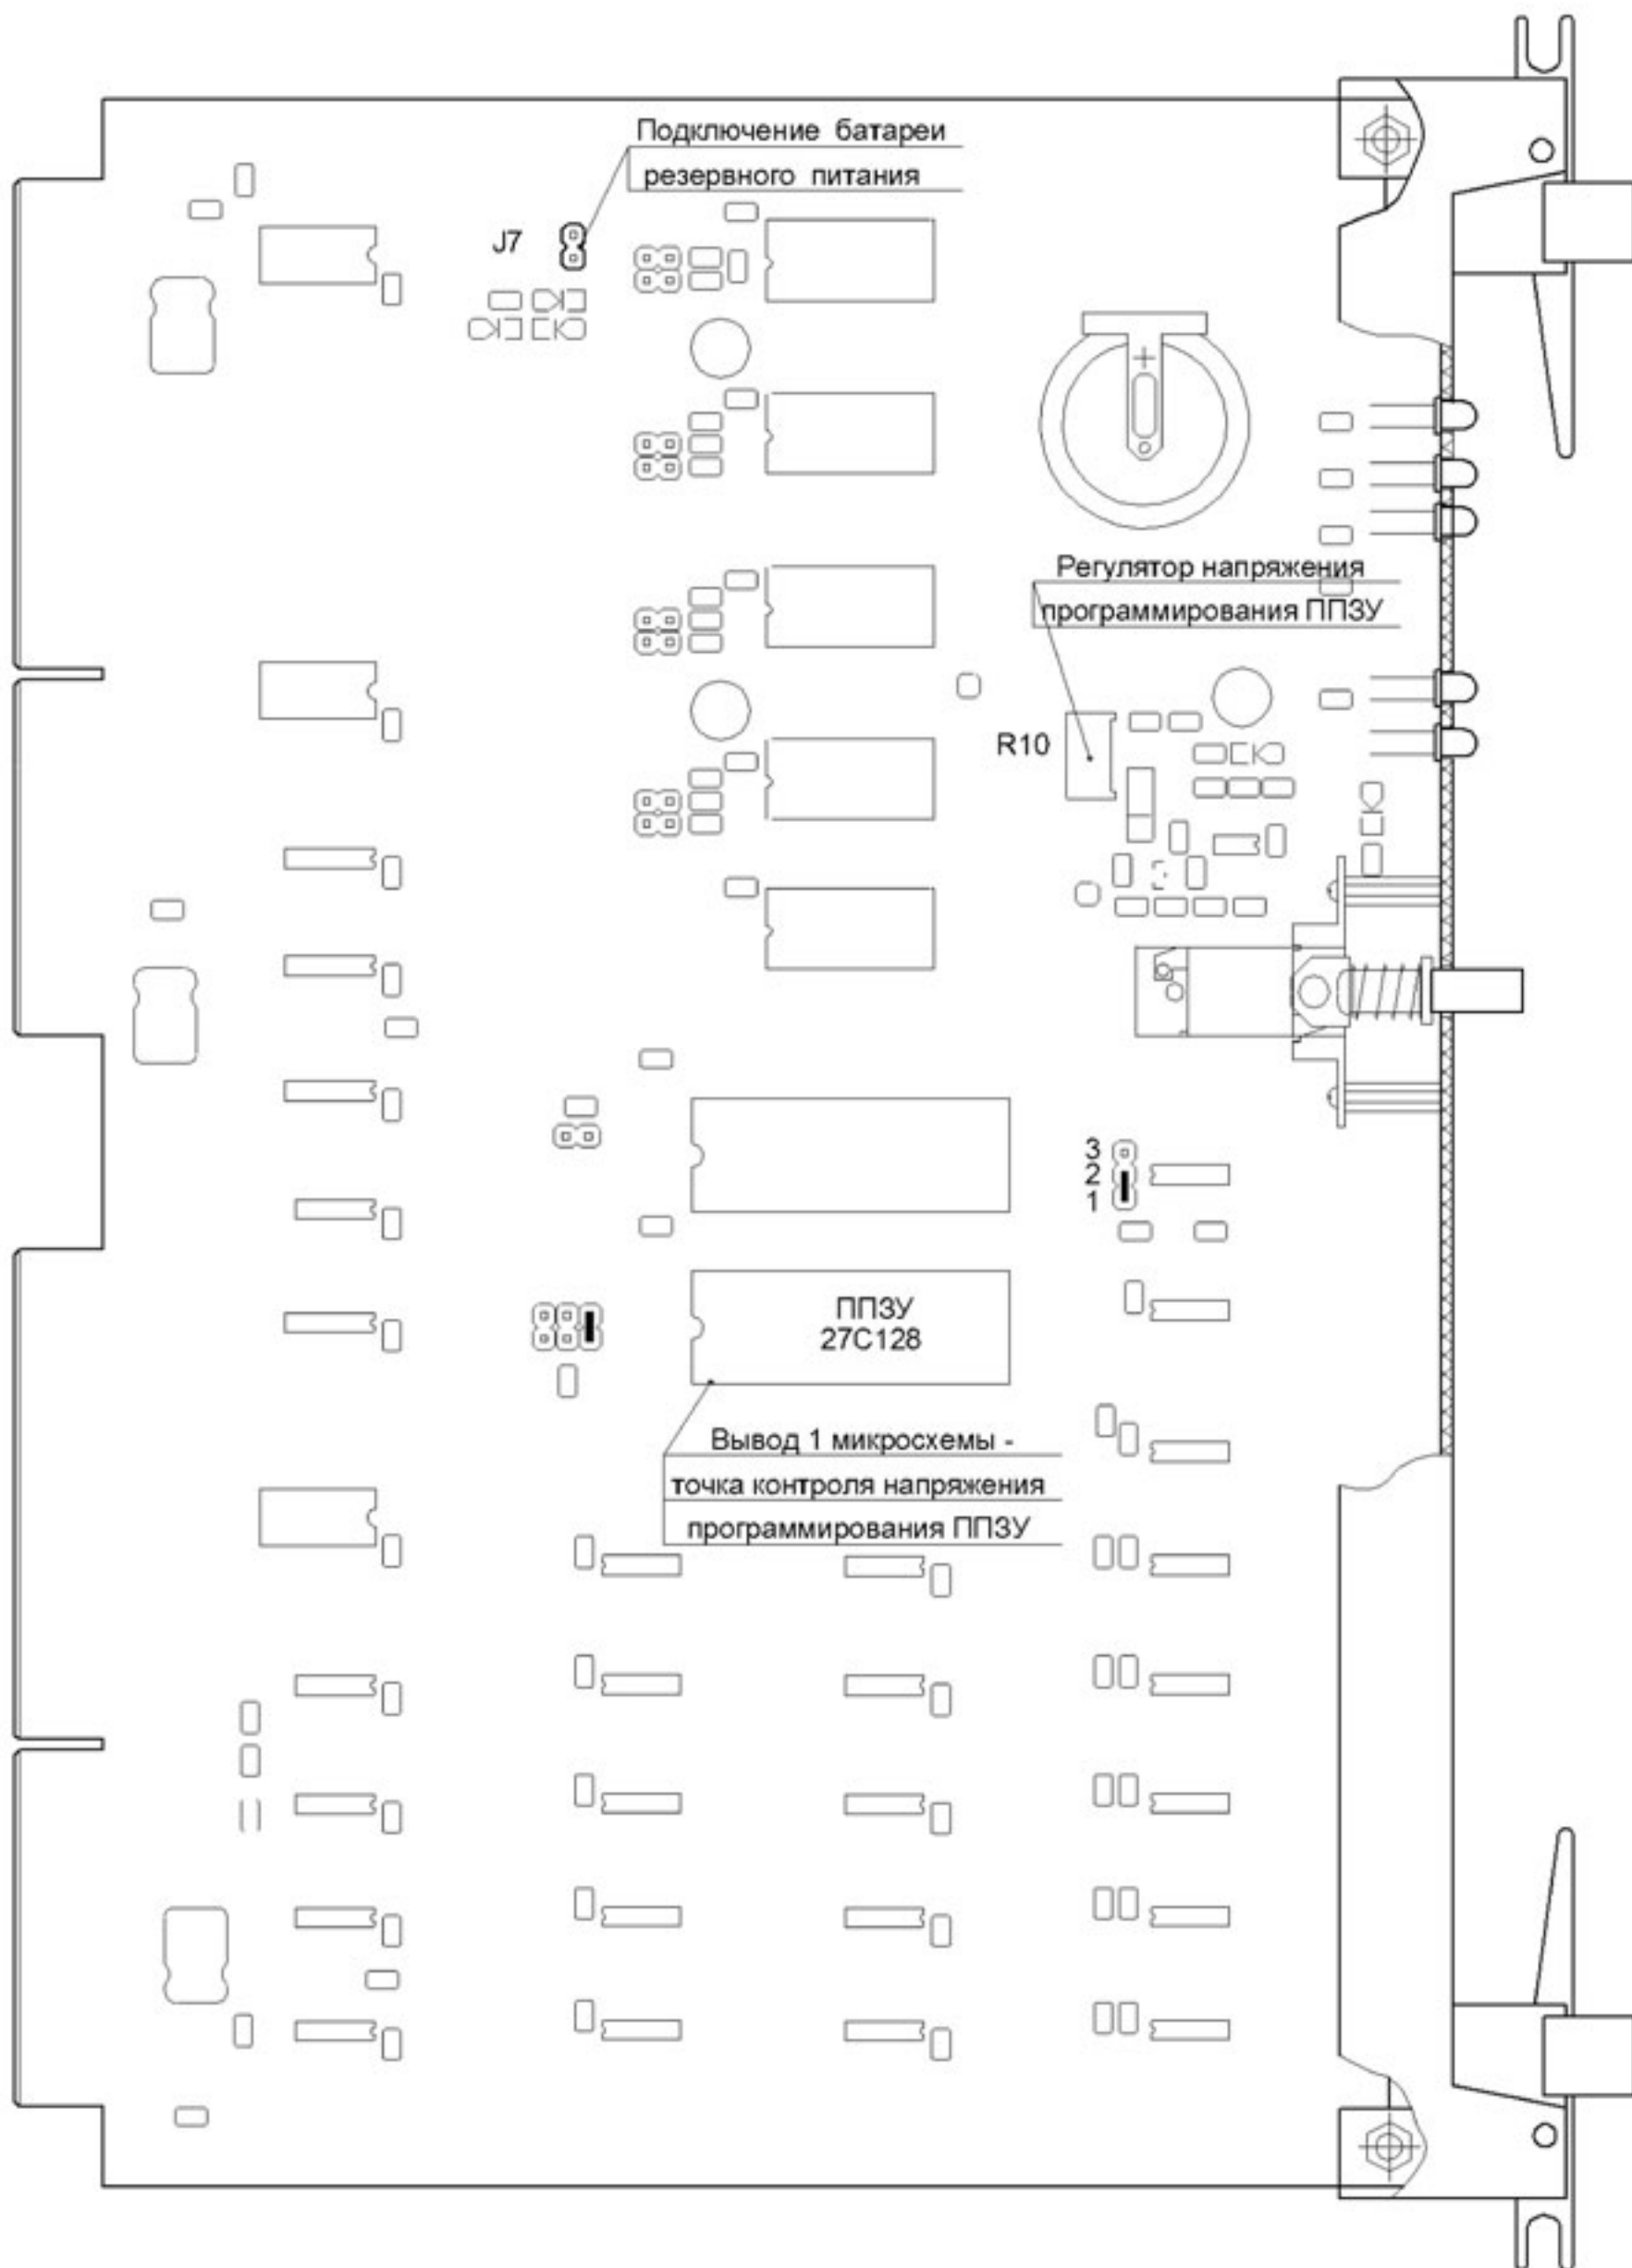 Подключение батареи
резервного питания
J7
Регулятор напряжения
программирования ППЗУ
R10
3
2
1
ППЗУ
27C128
Вывод 1 микросхемы -
точка контроля напряжения
программирования ППЗУ